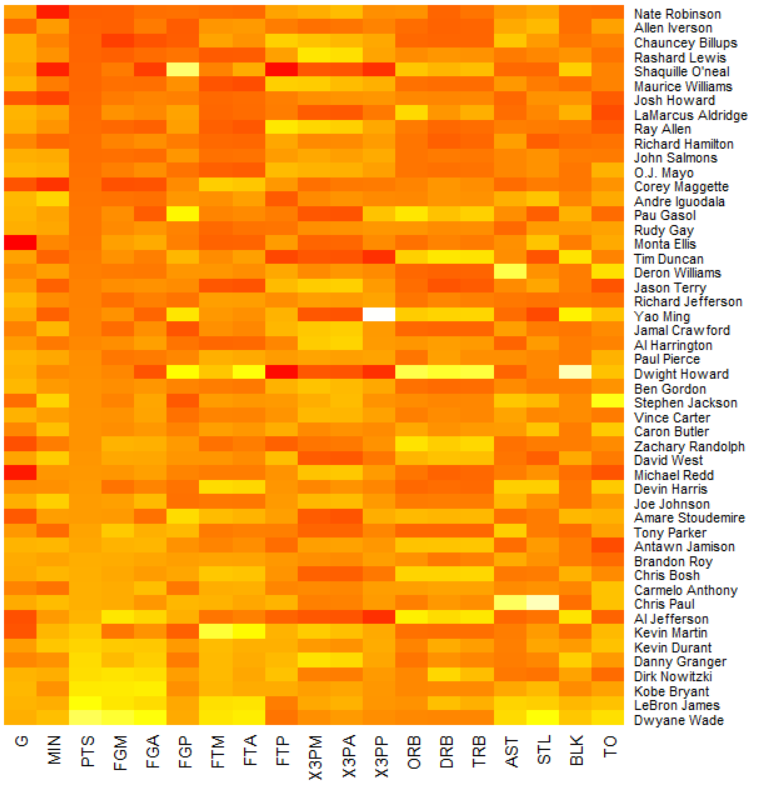 Nate Robinson
Allen Iverson
Chauncey Billups
Rashard Lewis
Shaquille O'neal
Maurice Williams
Josh Howard
LaMarcus Aldridge
Ray Allen
Richard Hamilton
John Salmons
O.J. Mayo
Corey Maggette
Andre Iguodala
Pau Gasol
Rudy Gay
Monta Ellis
Tim Duncan
Deron Williams
Jason Terry
Richard Jefferson
Yao Ming
Jamal Crawford
Al Harrington
Paul Pierce
Dwight Howard
Ben Gordon
Stephen Jackson
Vince Carter
Caron Butler
Zachary Randolph
David West
Michael Redd
Devin Harris
Joe Johnson
Amare Stoudemire
Tony Parker
Antawn Jamison
Brandon Roy
Chris Bosh
Carmelo Anthony
Chris Paul
Al Jefferson
Kevin Martin
Kevin Durant
Danny Granger
Dirk Nowitzki
Kobe Bryant
LeBron James
Dwyane Wade
G MIN PTS FGM FGA FGP FTM FTA FTP X3PM X3PA X3PP ORB DRB TRB AST STL BLK TO